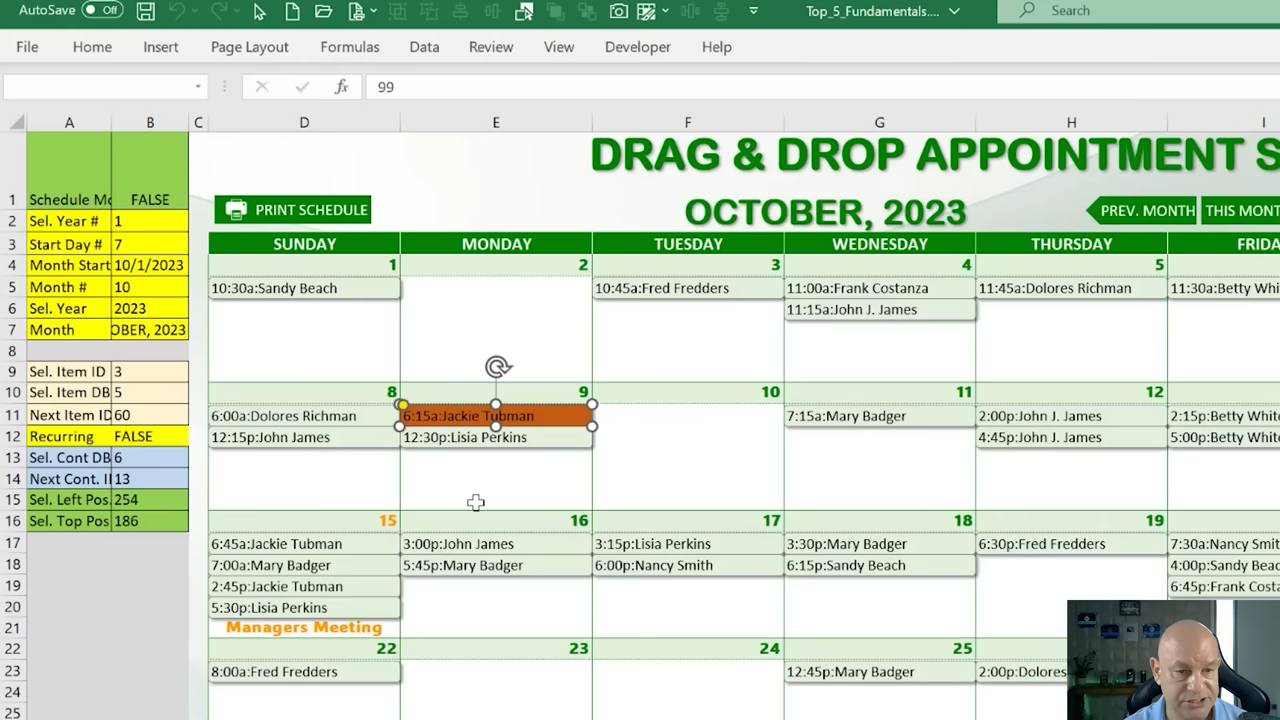 AutoSave Off Top_5_Fundamentals.... Search
File Home Insert Page Layout Formulas Data Review View Developer Help
fx 99
A B C D E F G H I
DRAG & DROP APPOINTMENT S
1 Schedule Mo FALSE PRINT SCHEDULE OCTOBER, 2023 PREV. MONTH THIS MONT
2 Sel. Year # 1
3 Start Day # 7 SUNDAY MONDAY TUESDAY WEDNESDAY THURSDAY FRIDA
4 Month Start 10/1/2023 1 2 3 4 5
5 Month # 10 10:30a:Sandy Beach 10:45a:Fred Fredders 11:00a:Frank Costanza 11:45a:Dolores Richman 11:30a:Betty Whi
6 Sel. Year 2023 11:15a:John J. James
7 Month OBER, 2023
8
9 Sel. Item ID 3
10 Sel. Item DB 5 8 9 10 11 12
11 Next Item ID 60 6:00a:Dolores Richman 6:15a:Jackie Tubman 7:15a:Mary Badger 2:00p:John J. James 2:15p:Betty Whit
12 Recurring FALSE 12:15p:John James 12:30p:Lisia Perkins 4:45p:John J. James 5:00p:Betty Whit
13 Sel. Cont DB 6
14 Next Cont. I 13
15 Sel. Left Pos. 254
16 Sel. Top Pos 186 15 16 17 18 19
17 6:45a:Jackie Tubman 3:00p:John James 3:15p:Lisia Perkins 3:30p:Mary Badger 6:30p:Fred Fredders 7:30a:Nancy Smi
18 7:00a:Mary Badger 5:45p:Mary Badger 6:00p:Nancy Smith 6:15p:Sandy Beach 4:00p:Sandy Bea
19 2:45p:Jackie Tubman 6:45p:Frank Costa
20 5:30p:Lisia Perkins
21 Managers Meeting
22 22 23 24 25
23 8:00a:Fred Fredders 12:45p:Mary Badger 2:00p:Dolores
24
25